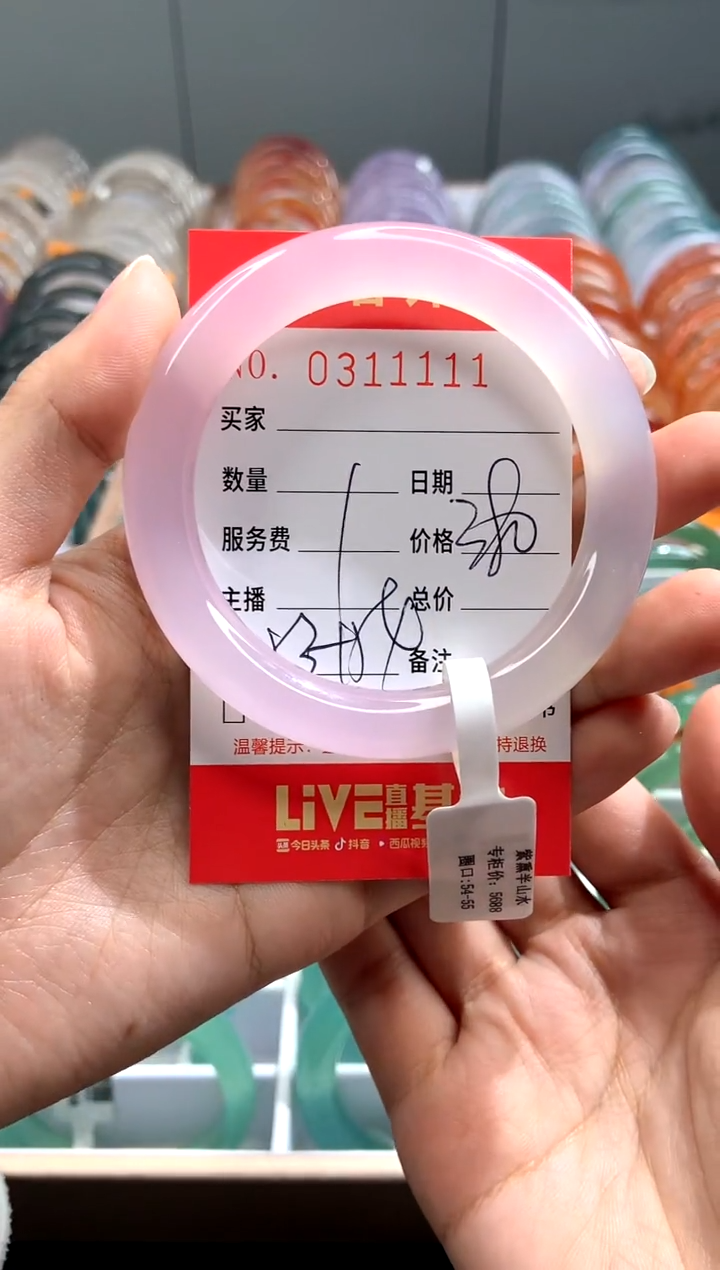 NO. 0311111
买家
数量 日期
服务费 价格
主播 总价
备注
温馨提示: 持退换
LIVE直播基
今日头条 抖音 西瓜视频
紫熏半山水
专柜价: 5688
圈口: 54-55